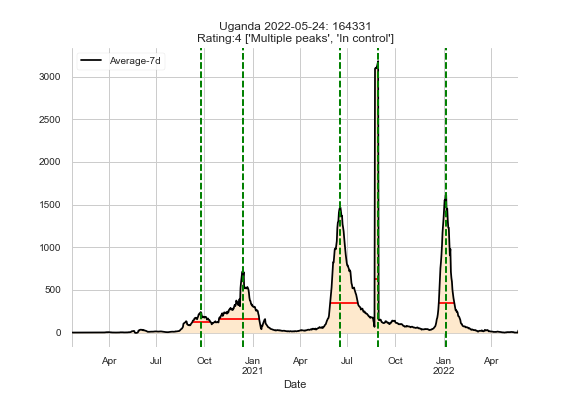 Uganda 2022-05-24: 164331
Rating:4 ['Multiple peaks', 'In control']
Average-7d
3000
2500
2000
1500
1000
500
0
Apr Jul Oct Jan Apr Jul Oct Jan Apr
2021 2022
Date